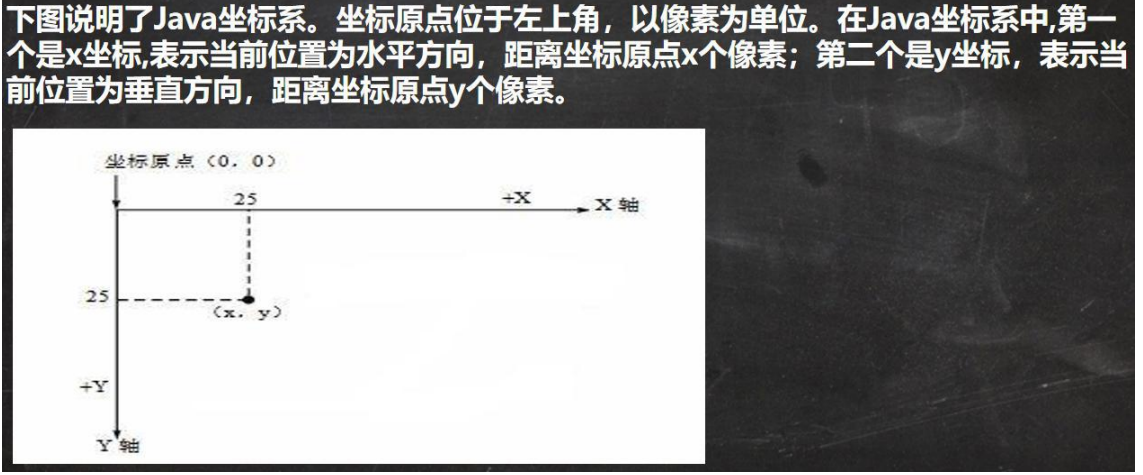 下图说明了Java坐标系。坐标原点位于左上角，以像素为单位。在Java坐标系中,第一
个是x坐标,表示当前位置为水平方向，距离坐标原点x个像素；第二个是y坐标，表示当
前位置为垂直方向，距离坐标原点y个像素。
坐标原点（0．0）
25
+X
X 轴
25
（x．y）
+Y
Y 轴